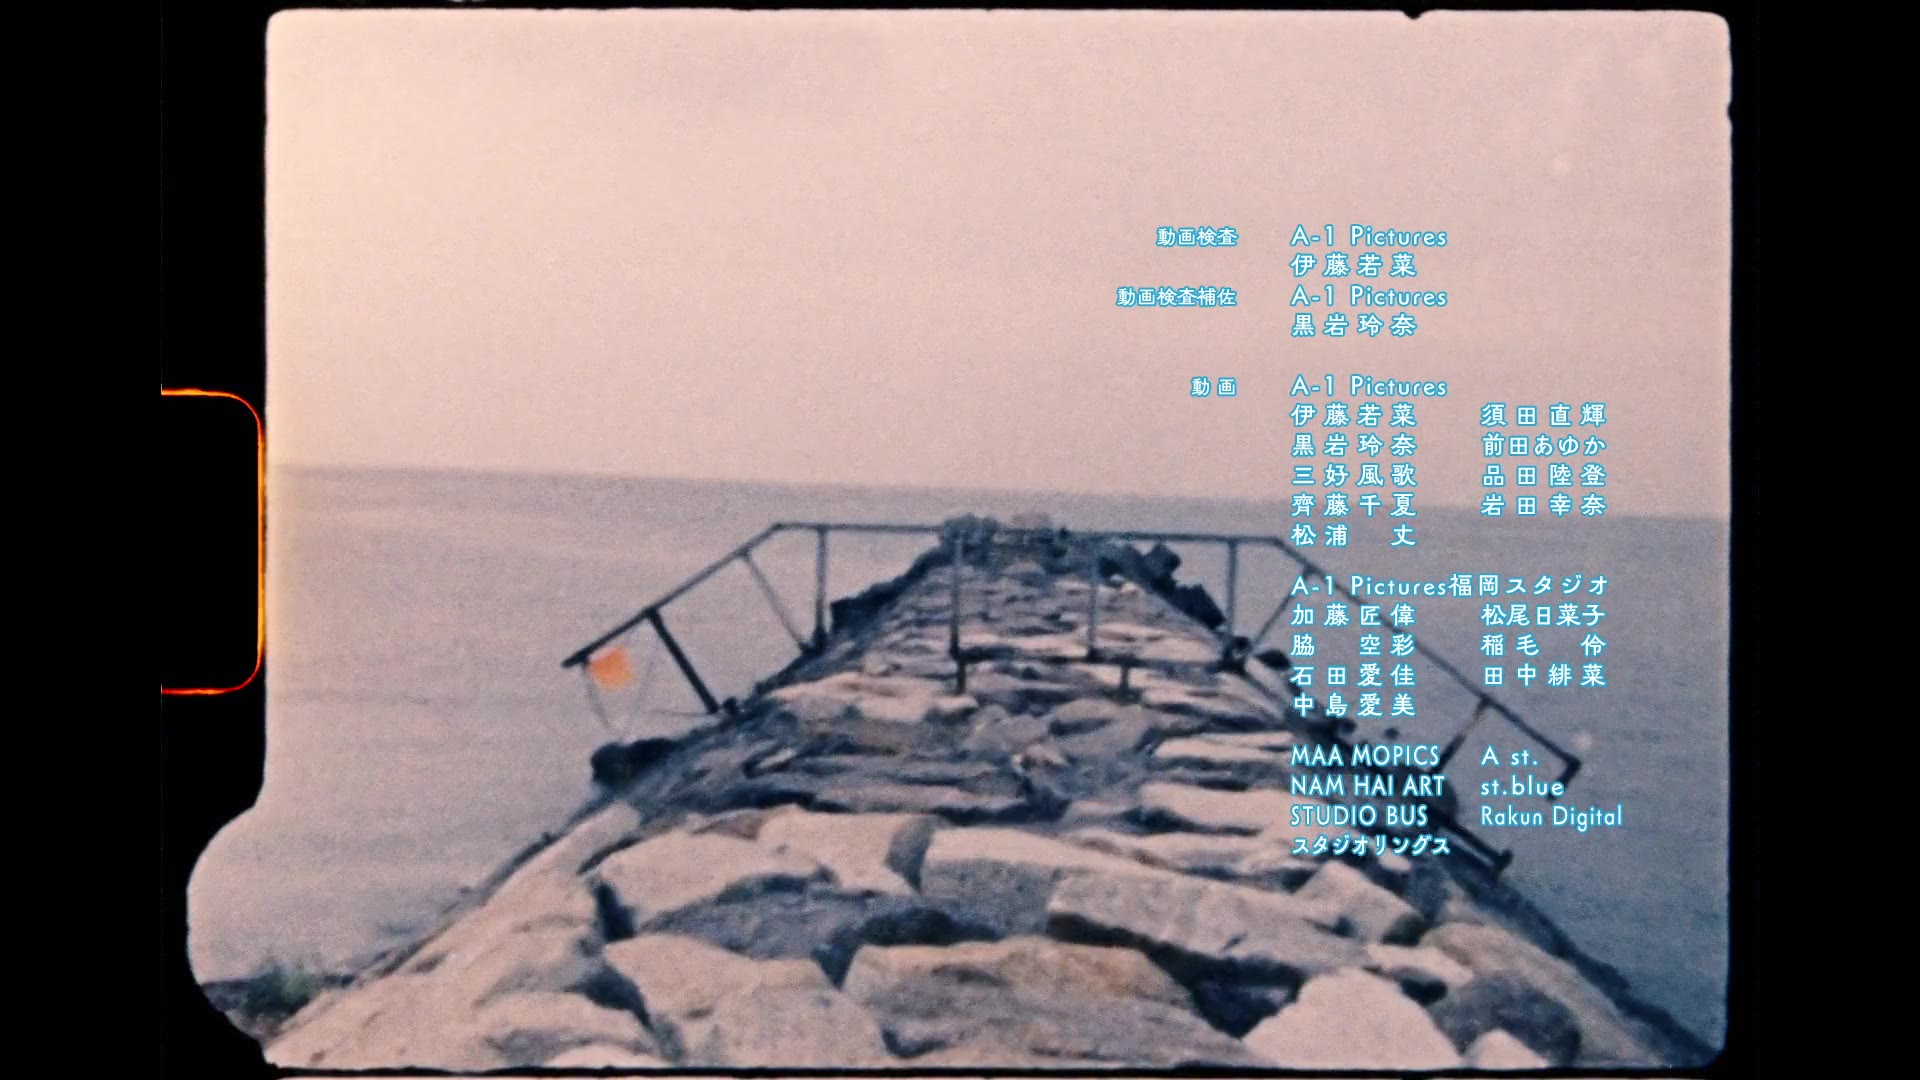 動画検査 A-1 Pictures
伊藤若菜
動画検査補佐 A-1 Pictures
黒岩玲奈
動画 A-1 Pictures
伊藤若菜 須田直輝
黒岩玲奈 前田あゆか
三好風歌 品田陸登
齊藤千夏 岩田幸奈
松浦 丈
A-1 Pictures福岡スタジオ
加藤匠偉 松尾日菜子
脇 空彩 稲毛 伶
石田愛佳 田中緋菜
中島愛美
MAA MOPICS A st.
NAM HAI ART st.blue
STUDIO BUS Rakun Digital
スタジオリングス